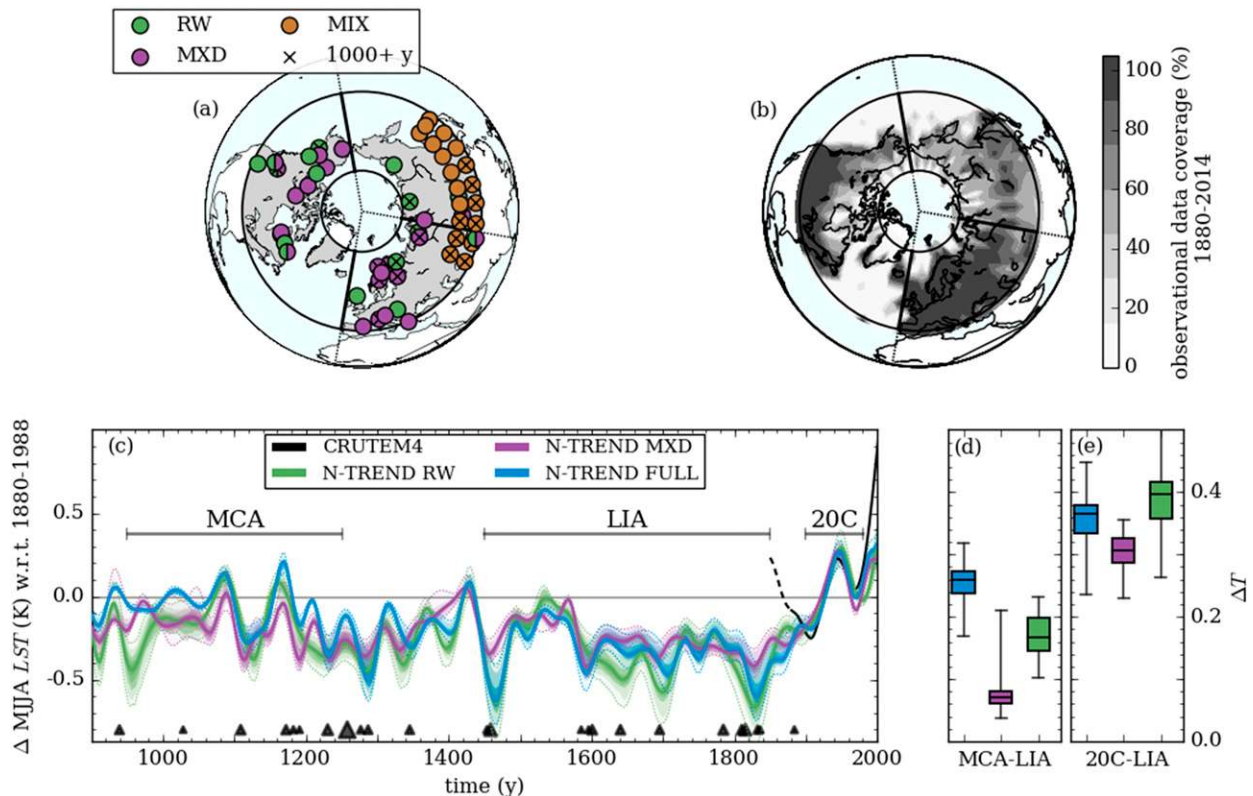 RW MIX
MXD 1000+ y
(a)
(b)
100
80
60
40
20
0
observational data coverage (%)
1880-2014
(c)
CRUTEM4 N-TREND MXD
N-TREND RW N-TREND FULL
MCA LIA 20C
0.5
0.0
-0.5
Δ MJJA LST (K) w.r.t. 1880-1988
1000 1200 1400 1600 1800 2000
time (y)
(d) (e)
0.4
0.2
0.0
ΔT
MCA-LIA 20C-LIA